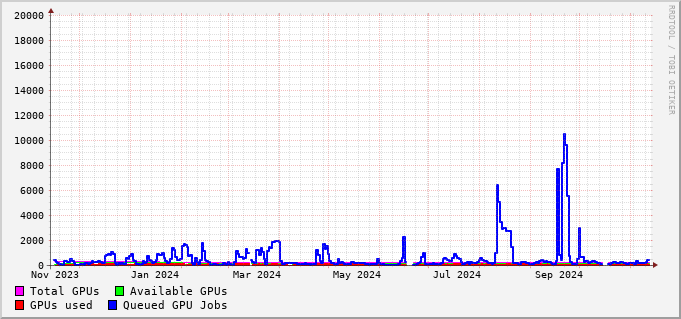 20000
18000
16000
14000
12000
10000
8000
6000
4000
2000
0
Nov 2023 Jan 2024 Mar 2024 May 2024 Jul 2024 Sep 2024
Total GPUs Available GPUs
GPUs used Queued GPU Jobs
RRDTOOL / TOBI OETIKER